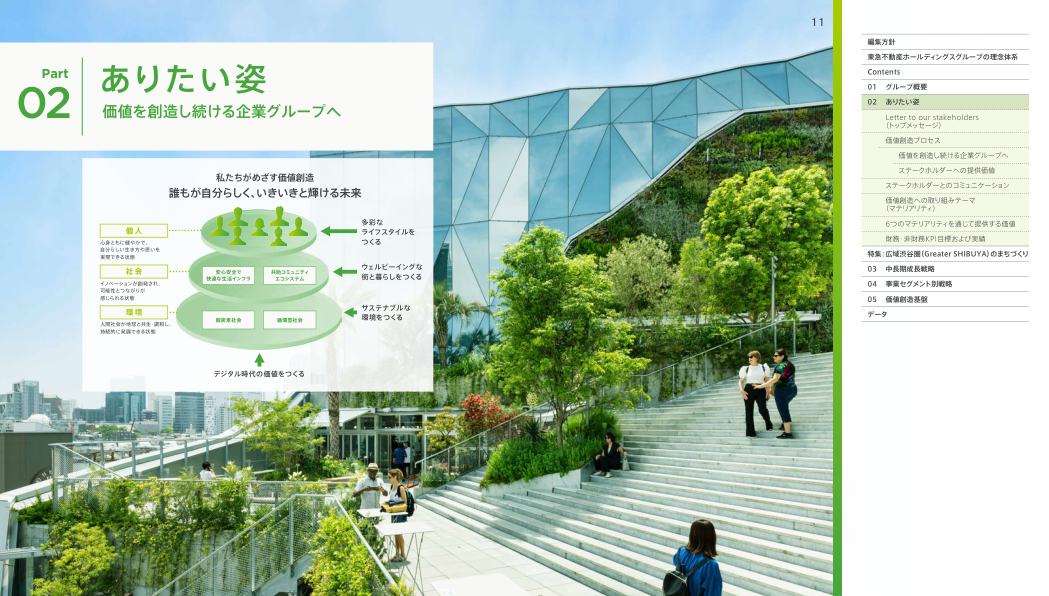 11
Part
02
ありたい姿
価値を創造し続ける企業グループへ
私たちがめざす価値創造
誰もが自分らしく、いきいきと輝ける未来
個人
心身ともに健やかで、
自分らしい生き方や思いを
実現できる状態
社会
イノベーションが創発され、
可能性とつながりが
感じられる状態
環境
人間社会が地球と共生・調和し、
持続的に発展できる状態
安心安全で
快適な生活インフラ
共助コミュニティ
エコシステム
脱炭素社会
循環型社会
多彩な
ライフスタイルを
つくる
ウェルビーイングな
街と暮らしをつくる
サステナブルな
環境をつくる
デジタル時代の価値をつくる
編集方針
東急不動産ホールディングスグループの理念体系
Contents
01 グループ概要
02 ありたい姿
Letter to our stakeholders
（トップメッセージ）
価値創造プロセス
価値を創造し続ける企業グループへ
ステークホルダーへの提供価値
ステークホルダーとのコミュニケーション
価値創造への取り組みテーマ
（マテリアリティ）
6つのマテリアリティを通じて提供する価値
財務・非財務KPI目標および実績
特集：広域渋谷圏（Greater SHIBUYA）のまちづくり
03 中長期成長戦略
04 事業セグメント別戦略
05 価値創造基盤
データ